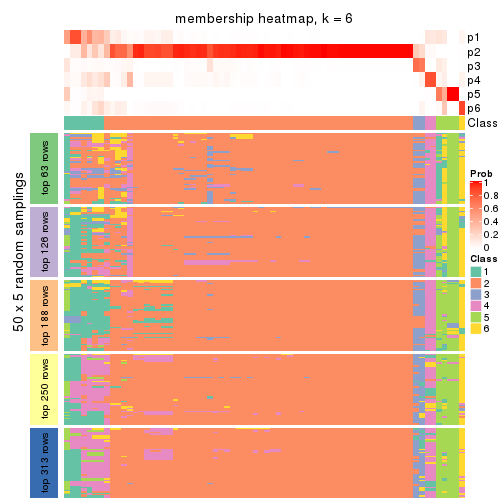 membership heatmap, k = 6
p1
p2
p3
p4
p5
p6
Class
50 x 5 random samplings
top 63 rows
top 126 rows
top 188 rows
top 250 rows
top 313 rows
Prob
1
0.8
0.6
0.4
0.2
0
Class
1
2
3
4
5
6